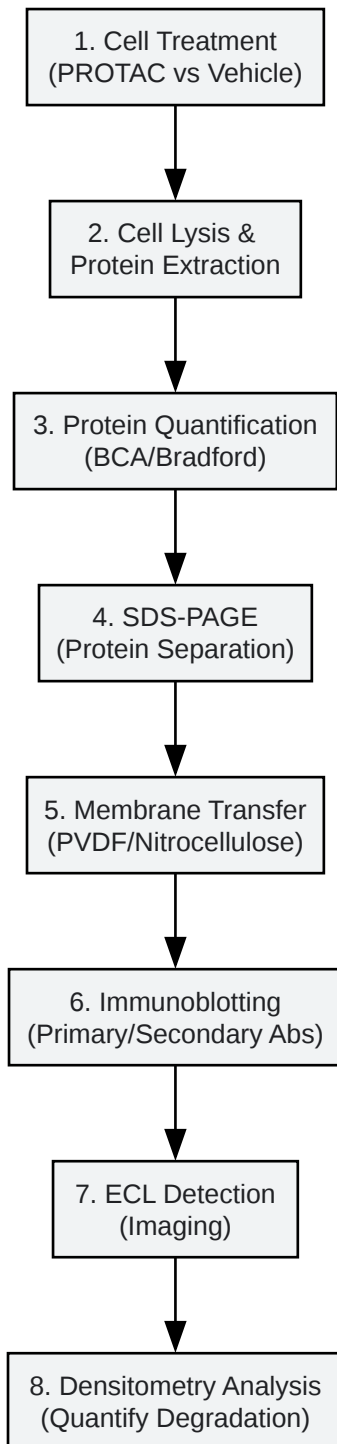 1. Cell Treatment
(PROTAC vs Vehicle)
2. Cell Lysis &
Protein Extraction
3. Protein Quantification
(BCA/Bradford)
4. SDS-PAGE
(Protein Separation)
5. Membrane Transfer
(PVDF/Nitrocellulose)
6. Immunoblotting
(Primary/Secondary Abs)
7. ECL Detection
(Imaging)
8. Densitometry Analysis
(Quantify Degradation)